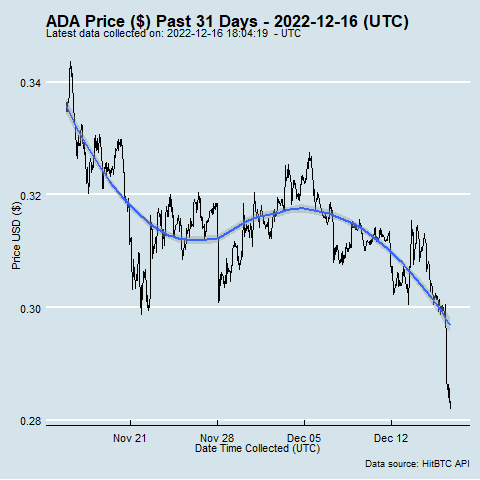 ADA Price ($) Past 31 Days - 2022-12-16 (UTC)
Latest data collected on: 2022-12-16 18:04:19 - UTC
0.34
0.32
0.30
0.28
Price USD ($)
Nov 21
Nov 28
Dec 05
Dec 12
Date Time Collected (UTC)
Data source: HitBTC API